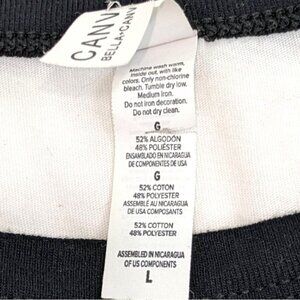 CANV
BELLA+CANV
Machine wash warm,
inside out, with like
colors. Only non-chlorine
bleach. Tumble dry low.
Medium iron.
Do not iron decoration.
Do not dry clean.
G
52% ALGODÓN
48% POLIÉSTER
ENSAMBLADO EN NICARAGUA
DE COMPONENTES DE USA
G
52% COTON
48% POLYESTER
ASSEMBLE AU NICARAGUA
DE COMPOSANTS US
52% COTTON
48% POLYESTER
ASSEMBLED IN NICARAGUA
OF US COMPONENTS
L